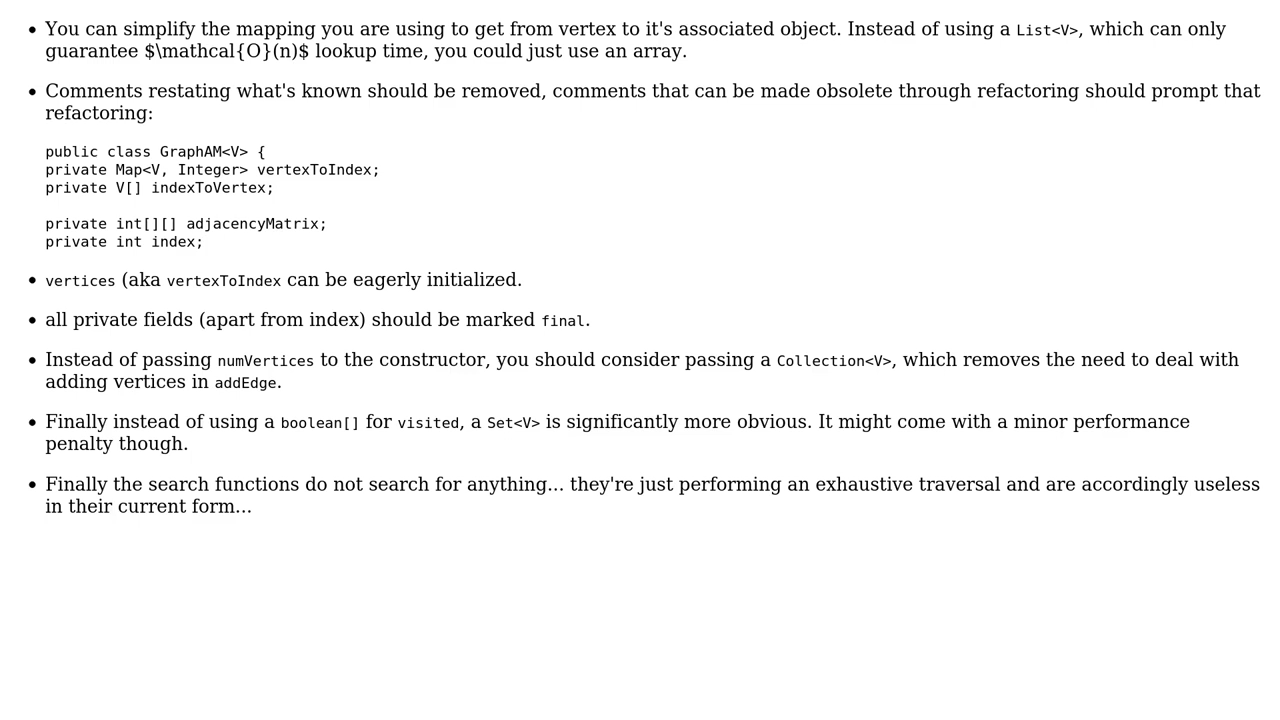 You can simplify the mapping you are using to get from vertex to it's associated object. Instead of using a List<V>, which can only
guarantee $\mathcal{O}(n)$ lookup time, you could just use an array.
Comments restating what's known should be removed, comments that can be made obsolete through refactoring should prompt that
refactoring:
public class GraphAM<V> {
private Map<V, Integer> vertexToIndex;
private V[] indexToVertex;
private int[][] adjacencyMatrix;
private int index;
vertices (aka vertexToIndex can be eagerly initialized.
all private fields (apart from index) should be marked final.
Instead of passing numVertices to the constructor, you should consider passing a Collection<V>, which removes the need to deal with
adding vertices in addEdge.
Finally instead of using a boolean[] for visited, a Set<V> is significantly more obvious. It might come with a minor performance
penalty though.
Finally the search functions do not search for anything... they're just performing an exhaustive traversal and are accordingly useless
in their current form...